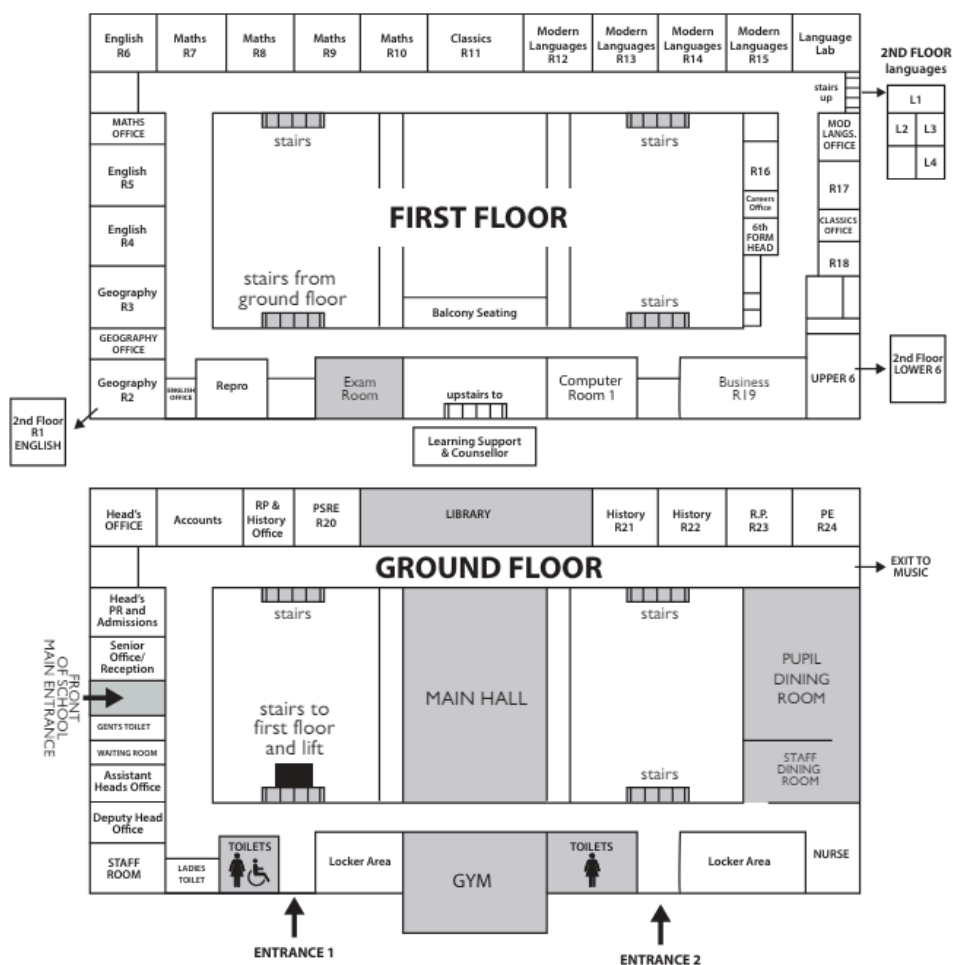 English
R6
Maths
R7
Maths
R8
Maths
R9
Maths
R10
Classics
R11
Modern
Languages
R12
Modern
Languages
R13
Modern
Languages
R14
Modern
Languages
R15
Language
Lab
2ND FLOOR
languages
stairs
up
L1
L2
L3
L4
MATHS
OFFICE
English
R5
English
R4
Geography
R3
GEOGRAPHY
OFFICE
Geography
R2
2nd Floor
R1
ENGLISH
stairs
stairs
FIRST FLOOR
stairs from
ground floor
Balcony Seating
stairs
R16
Careers
Office
6th
FORM
HEAD
MOD
LANGS.
OFFICE
R17
CLASSICS
OFFICE
R18
ENGLISH
OFFICE
Repro
Exam
Room
upstairs to
Learning Support
& Counsellor
Computer
Room 1
Business
R19
UPPER 6
2nd Floor
LOWER 6
Head's
OFFICE
Accounts
RP &
History
Office
PSRE
R20
LIBRARY
History
R21
History
R22
R.P.
R23
PE
R24
GROUND FLOOR
EXIT TO
MUSIC
Head's
PR and
Admissions
Senior
Office/
Reception
FRONT
OF SCHOOL
MAIN ENTRANCE
GENTS TOILET
WAITING ROOM
Assistant
Heads Office
Deputy Head
Office
STAFF
ROOM
stairs
stairs
stairs to
first floor
and lift
MAIN HALL
stairs
PUPIL
DINING
ROOM
STAFF
DINING
ROOM
LADIES
TOILET
TOILETS
Locker Area
GYM
TOILETS
Locker Area
NURSE
ENTRANCE 1
ENTRANCE 2